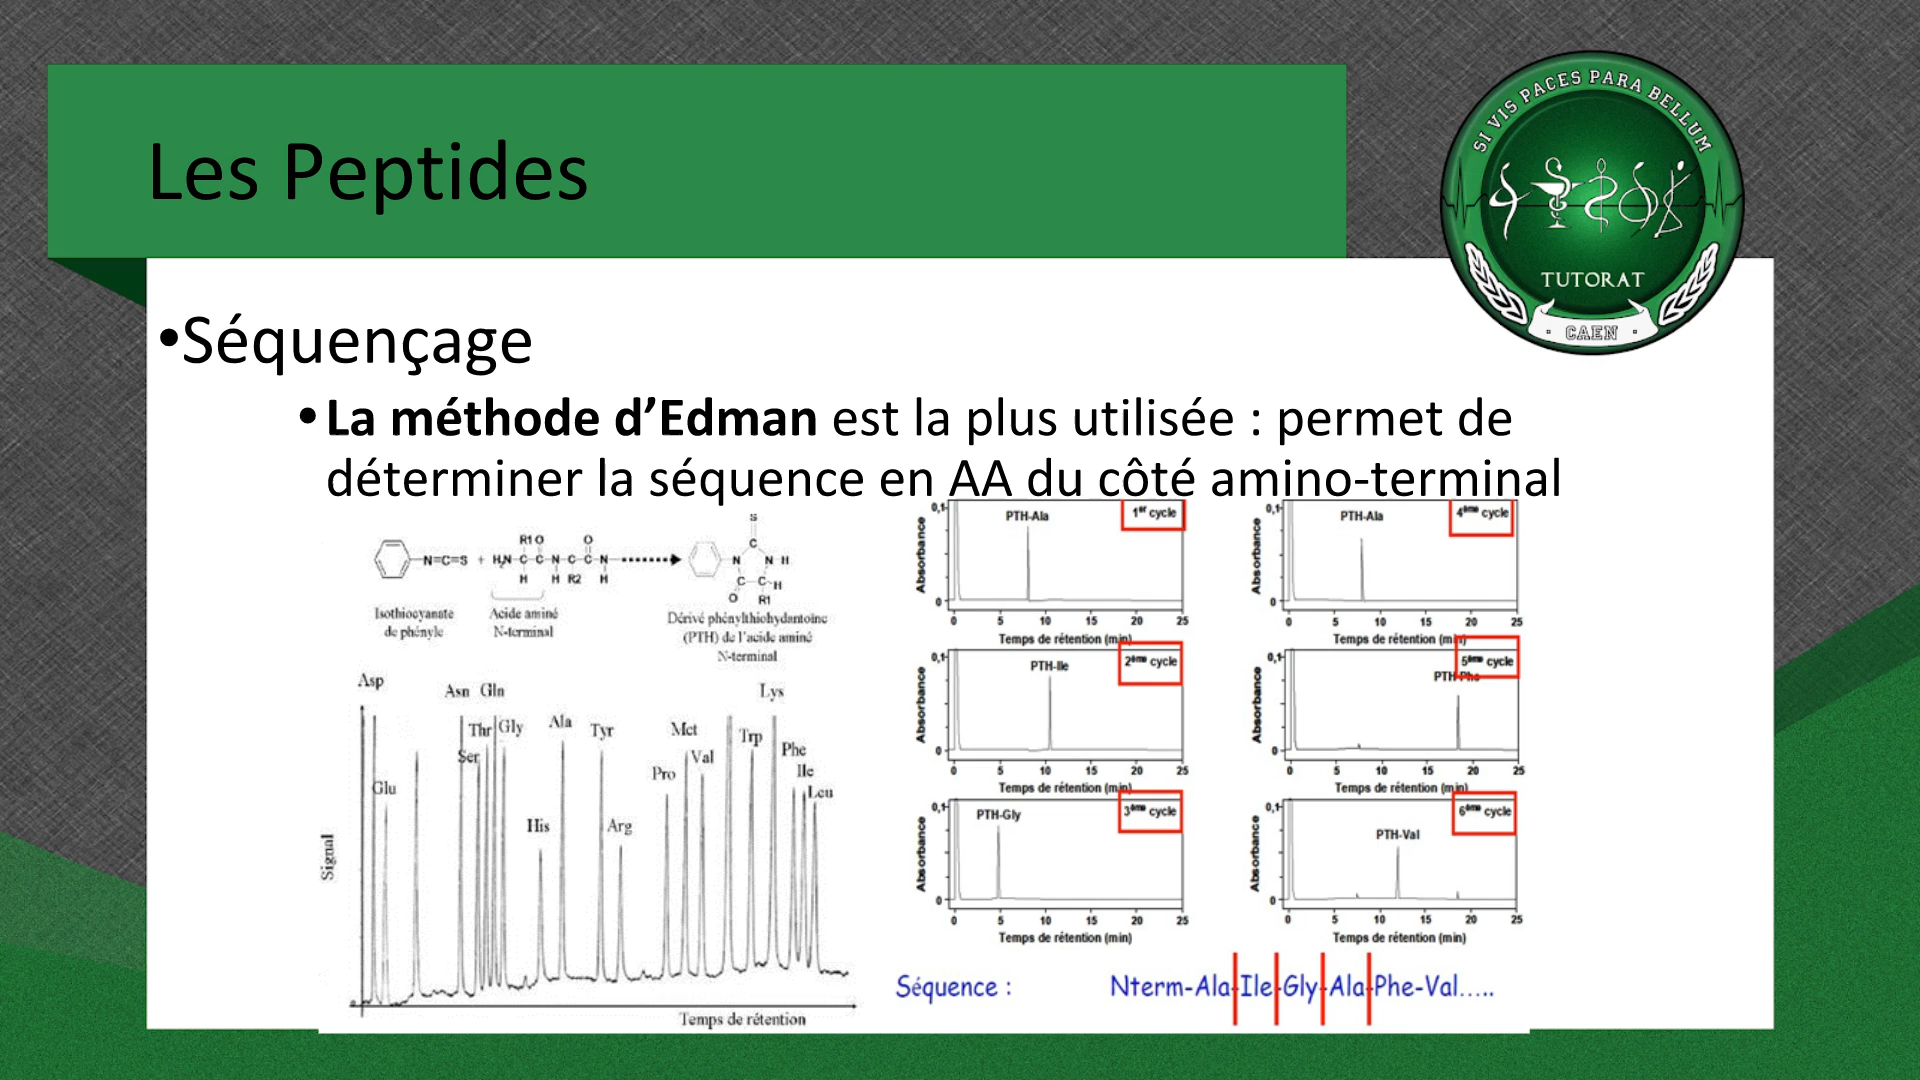 Les Peptides
SI VIS PACES PARA BELLUM
TUTORAT
· CAEN ·
•Séquençage
•La méthode d’Edman est la plus utilisée : permet de
déterminer la séquence en AA du côté amino-terminal
S
C
N N H
C C H
O R1
N=C=S + H₂N C C N C C N
R1 O O
H H R2 H
Isothiocyanate
de phényle
Acide aminé
N-terminal
Dérivé phénylthiohydantoïne
(PTH) de l’acide aminé
N-terminal
Asp
Glu
Asn
Gln
Ser
Thr
Gly
His
Ala
Tyr
Arg
Pro
Met
Val
Trp
Lys
Phe
Ile
Leu
Signal
Temps de rétention
0,1
0
Absorbance
PTH-Ala
1er cycle
0 5 10 15 20 25
Temps de rétention (min)
0,1
0
Absorbance
PTH-Ile
2ème cycle
0 5 10 15 20 25
Temps de rétention (min)
0,1
0
Absorbance
PTH-Gly
3ème cycle
0 5 10 15 20 25
Temps de rétention (min)
0,1
0
Absorbance
PTH-Ala
4ème cycle
0 5 10 15 20 25
Temps de rétention (min)
0,1
0
Absorbance
PTH-Phe
5ème cycle
0 5 10 15 20 25
Temps de rétention (min)
0,1
0
Absorbance
PTH-Val
6ème cycle
0 5 10 15 20 25
Temps de rétention (min)
Séquence : Nterm-Ala-Ile-Gly-Ala-Phe-Val.....